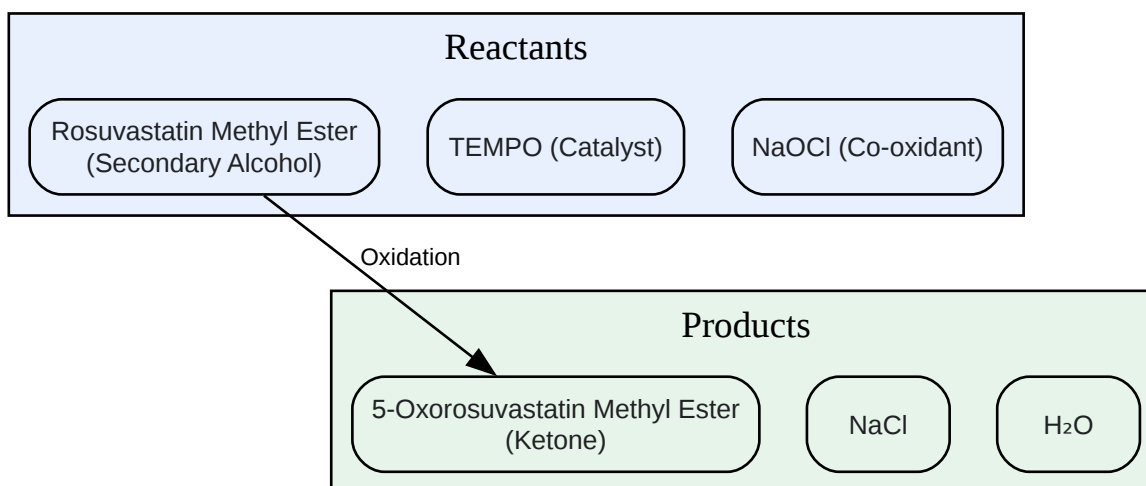 Reactants
Rosuvastatin Methyl Ester
(Secondary Alcohol)
TEMPO (Catalyst)
NaOCl (Co-oxidant)
Oxidation
Products
5-Oxorosuvastatin Methyl Ester
(Ketone)
NaCl
H₂O